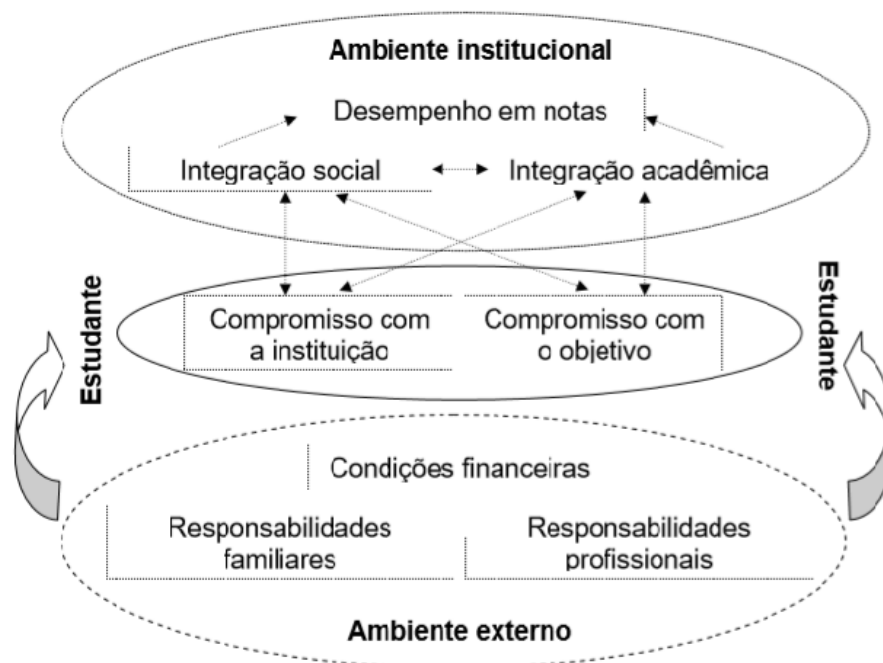 Ambiente institucional
Desempenho em notas
Integração social
Integração acadêmica
Estudante
Compromisso com
a instituição
Compromisso com
o objetivo
Estudante
Condições financeiras
Responsabilidades
familiares
Responsabilidades
profissionais
Ambiente externo